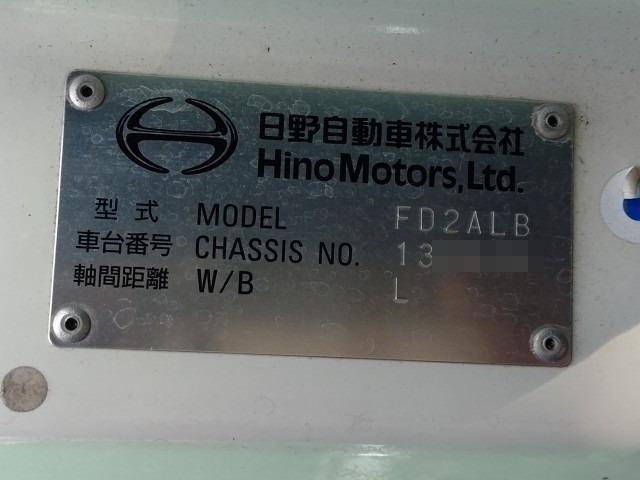 日野自動車株式会社
Hino Motors, Ltd.
型式 MODEL FD2ALB
車台番号 CHASSIS NO. 13
軸間距離 W/B L